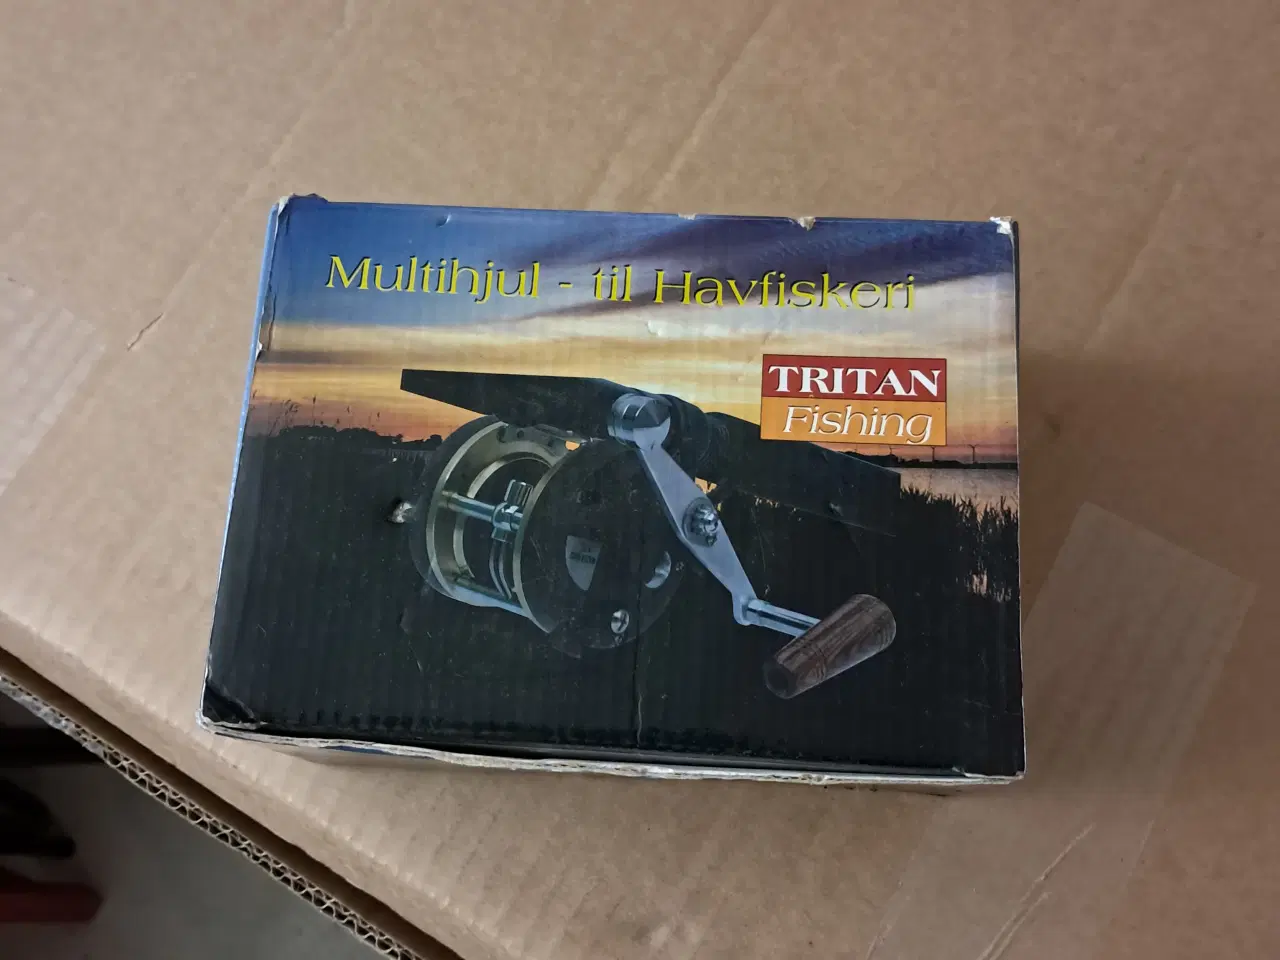 Multihjul - til Havfiskeri
TRITAN
Fishing